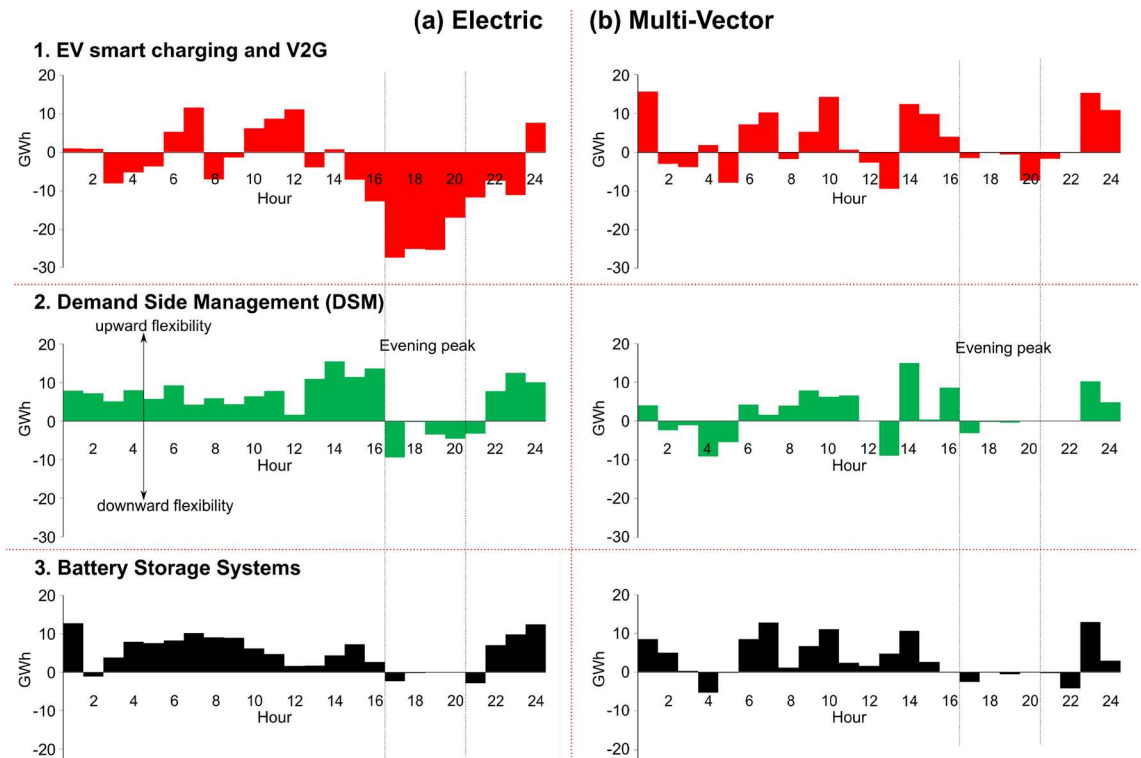 (a) Electric
(b) Multi-Vector
1. EV smart charging and V2G
20
10
0
-10
-20
-30
GWh
2 4 6 8 10 12 14 16 18 20 22 24
Hour
20
10
0
-10
-20
-30
GWh
2 4 6 8 10 12 14 16 18 20 22 24
Hour
2. Demand Side Management (DSM)
upward flexibility
Evening peak
20
10
0
-10
-20
-30
GWh
2 4 6 8 10 12 14 16 18 20 22 24
Hour
downward flexibility
Evening peak
20
10
0
-10
-20
-30
GWh
2 4 6 8 10 12 14 16 18 20 22 24
Hour
3. Battery Storage Systems
20
10
0
-10
-20
GWh
2 4 6 8 10 12 14 16 18 20 22 24
Hour
20
10
0
-10
-20
GWh
2 4 6 8 10 12 14 16 18 20 22 24
Hour